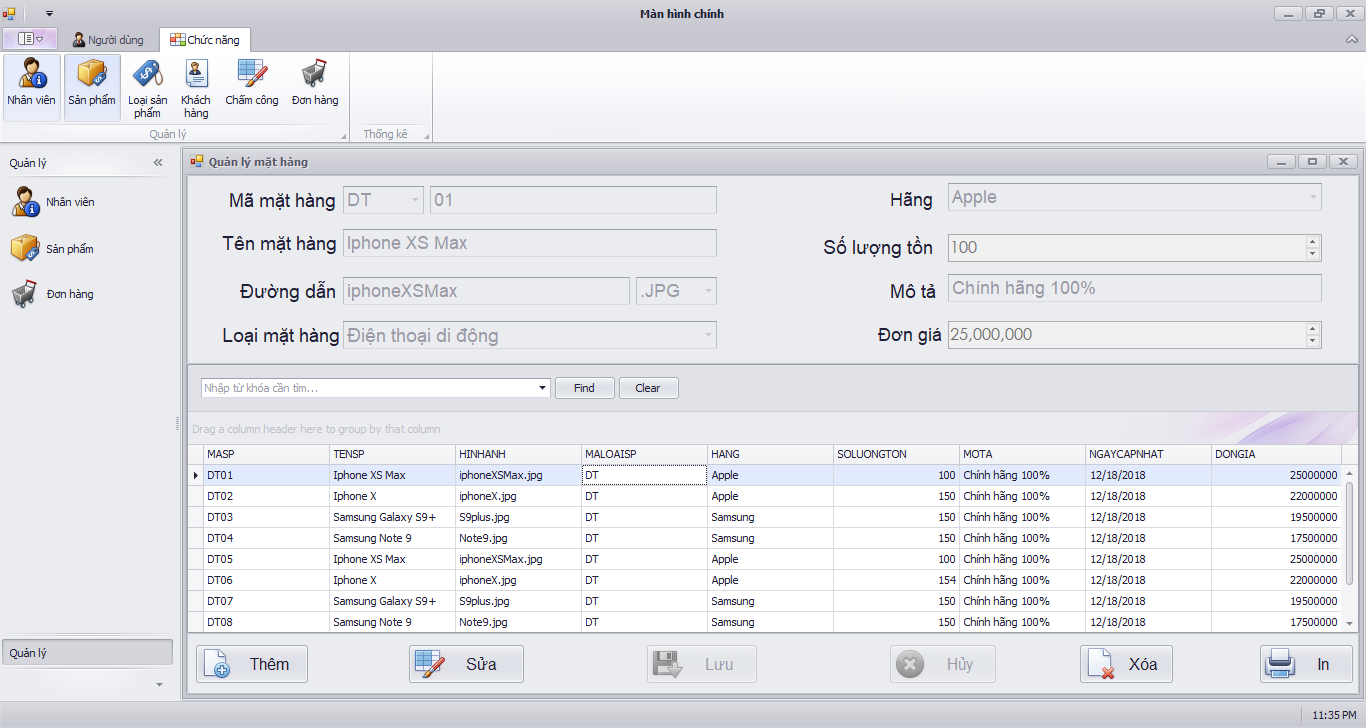 Màn hình chính
Người dùng Chức năng
Nhân viên Sản phẩm Loại sản phẩm Khách hàng Chấm công Đơn hàng
Quản lý Thống kê
Quản lý «
Nhân viên
Sản phẩm
Đơn hàng
Quản lý
Quản lý mặt hàng
Mã mặt hàng DT 01 Hãng Apple
Tên mặt hàng Iphone XS Max Số lượng tồn 100
Đường dẫn iphoneXSMax .JPG Mô tả Chính hãng 100%
Loại mặt hàng Điện thoại di động Đơn giá 25,000,000
Nhập từ khóa cần tìm... Find Clear
Drag a column header here to group by that column
MASP TENSP HINHANH MALOAISP HANG SOLUONGTON MOTA NGAYCAPNHAT DONGIA
DT01 Iphone XS Max iphoneXSMax.jpg DT Apple 100 Chính hãng 100% 12/18/2018 25000000
DT02 Iphone X iphoneX.jpg DT Apple 150 Chính hãng 100% 12/18/2018 22000000
DT03 Samsung Galaxy S9+ S9plus.jpg DT Samsung 150 Chính hãng 100% 12/18/2018 19500000
DT04 Samsung Note 9 Note9.jpg DT Samsung 150 Chính hãng 100% 12/18/2018 17500000
DT05 Iphone XS Max iphoneXSMax.jpg DT Apple 100 Chính hãng 100% 12/18/2018 25000000
DT06 Iphone X iphoneX.jpg DT Apple 154 Chính hãng 100% 12/18/2018 22000000
DT07 Samsung Galaxy S9+ S9plus.jpg DT Samsung 150 Chính hãng 100% 12/18/2018 19500000
DT08 Samsung Note 9 Note9.jpg DT Samsung 150 Chính hãng 100% 12/18/2018 17500000
Thêm Sửa Lưu Hủy Xóa In
11:35 PM